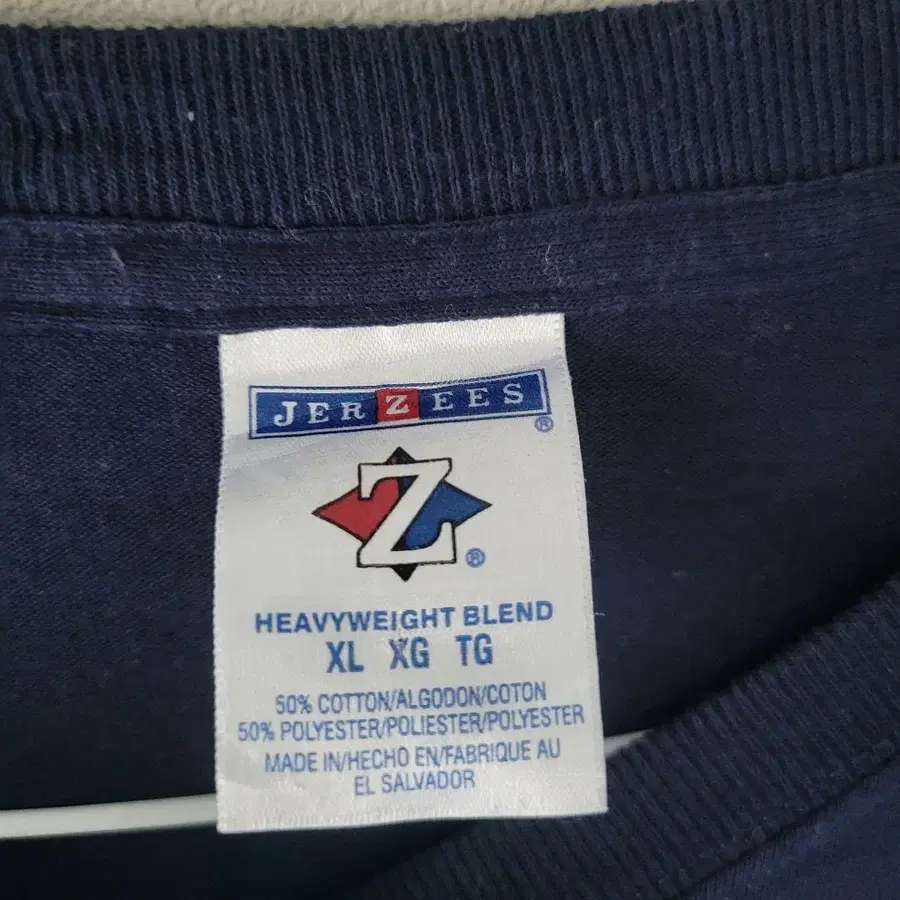 JERZEES®
Z®
HEAVYWEIGHT BLEND
XL XG TG
50% COTTON/ALGODON/COTON
50% POLYESTER/POLIESTER/POLYESTER
MADE IN/HECHO EN/FABRIQUE AU
EL SALVADOR